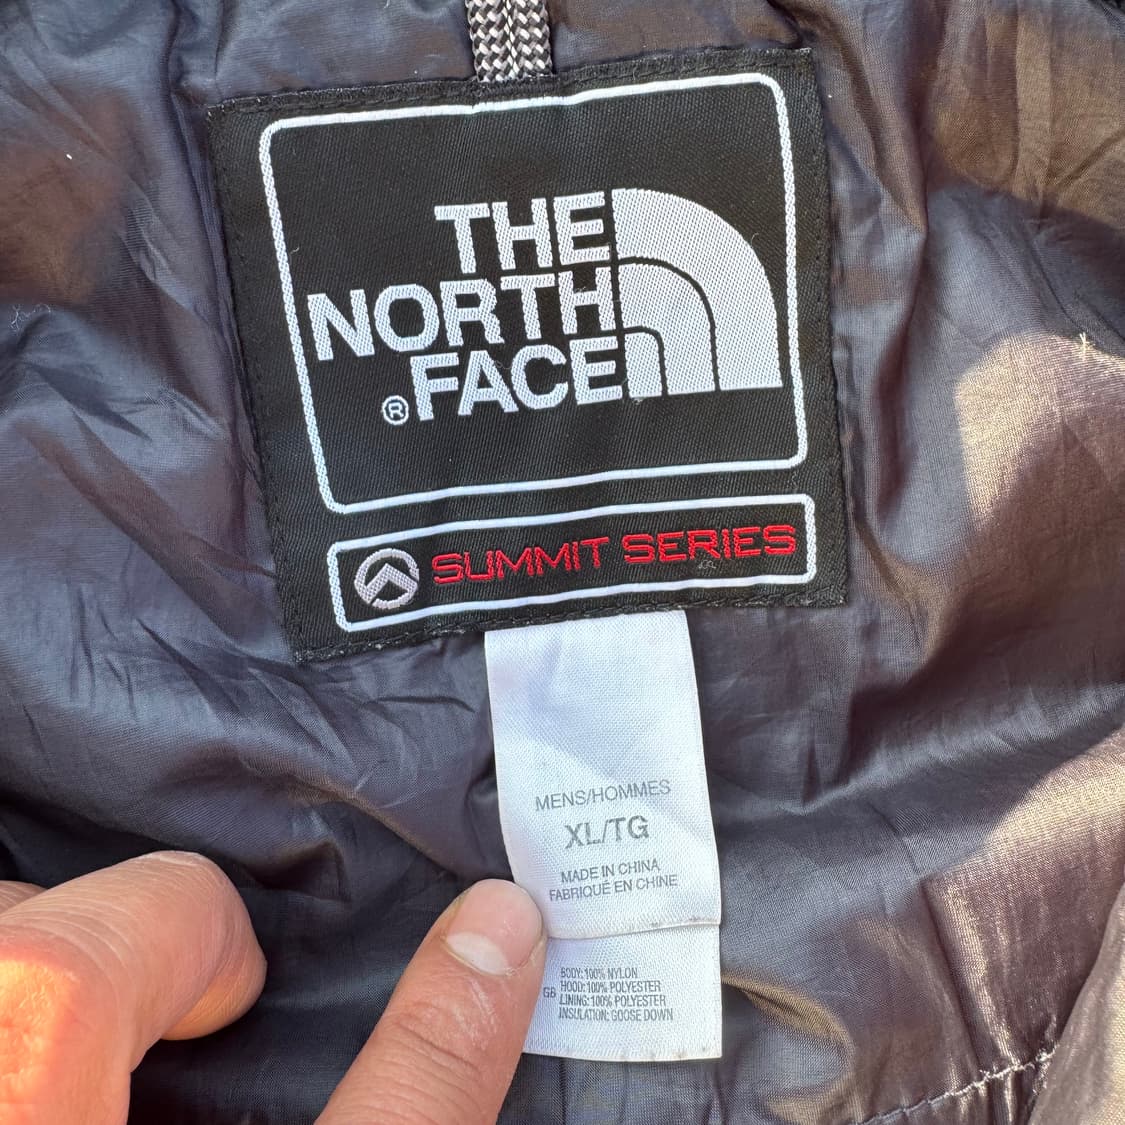 THE
NORTH
FACE
®
SUMMIT SERIES
MENS/HOMMES
XL/TG
MADE IN CHINA
FABRIQUÉ EN CHINE
BODY: 100% NYLON
HOOD: 100% POLYESTER
GB LINING: 100% POLYESTER
INSULATION: GOOSE DOWN